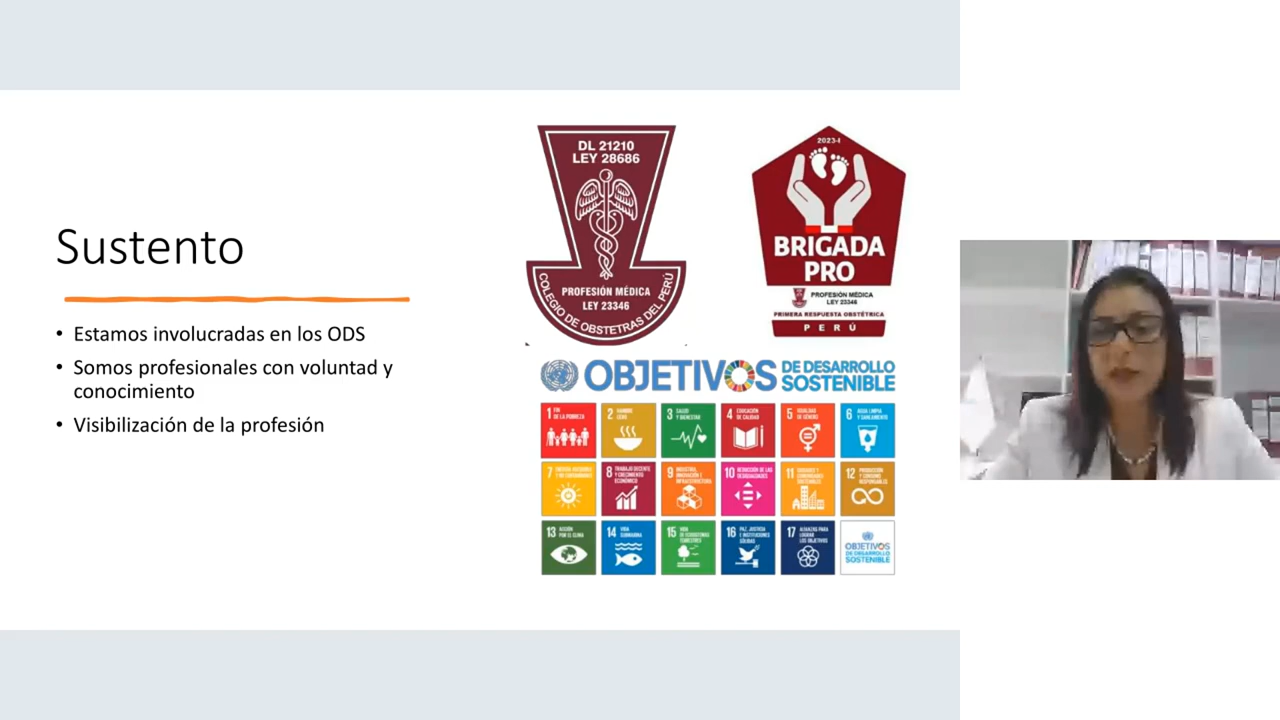 Sustento
• Estamos involucradas en los ODS
• Somos profesionales con voluntad y
conocimiento
• Visibilización de la profesión
DL 21210
LEY 28686
PROFESIÓN MÉDICA
LEY 23346
COLEGIO DE OBSTETRAS DEL PERÚ
2023-I
BRIGADA
PRO
PROFESIÓN MÉDICA
LEY 23346
PRIMERA RESPUESTA OBSTÉTRICA
PERÚ
OBJETIVOS
DE DESARROLLO
SOSTENIBLE
1 FIN
DE LA POBREZA
2 HAMBRE
CERO
3 SALUD
Y BIENESTAR
4 EDUCACIÓN
DE CALIDAD
5 IGUALDAD
DE GÉNERO
6 AGUA LIMPIA
Y SANEAMIENTO
7
8 TRABAJO DECENTE
Y CRECIMIENTO
ECONÓMICO
9 INDUSTRIA,
INNOVACIÓN E
INFRAESTRUCTURA
10 REDUCCIÓN DE LAS
DESIGUALDADES
11 CIUDADES Y
COMUNIDADES
SOSTENIBLES
12 PRODUCCIÓN
Y CONSUMO
RESPONSABLES
13 ACCIÓN
POR EL CLIMA
14 VIDA
SUBMARINA
15 VIDA
DE ECOSISTEMAS
TERRESTRES
16 PAZ, JUSTICIA
E INSTITUCIONES
SÓLIDAS
17 ALIANZAS PARA
LOGRAR
LOS OBJETIVOS
OBJETIVOS
DE DESARROLLO
SOSTENIBLE